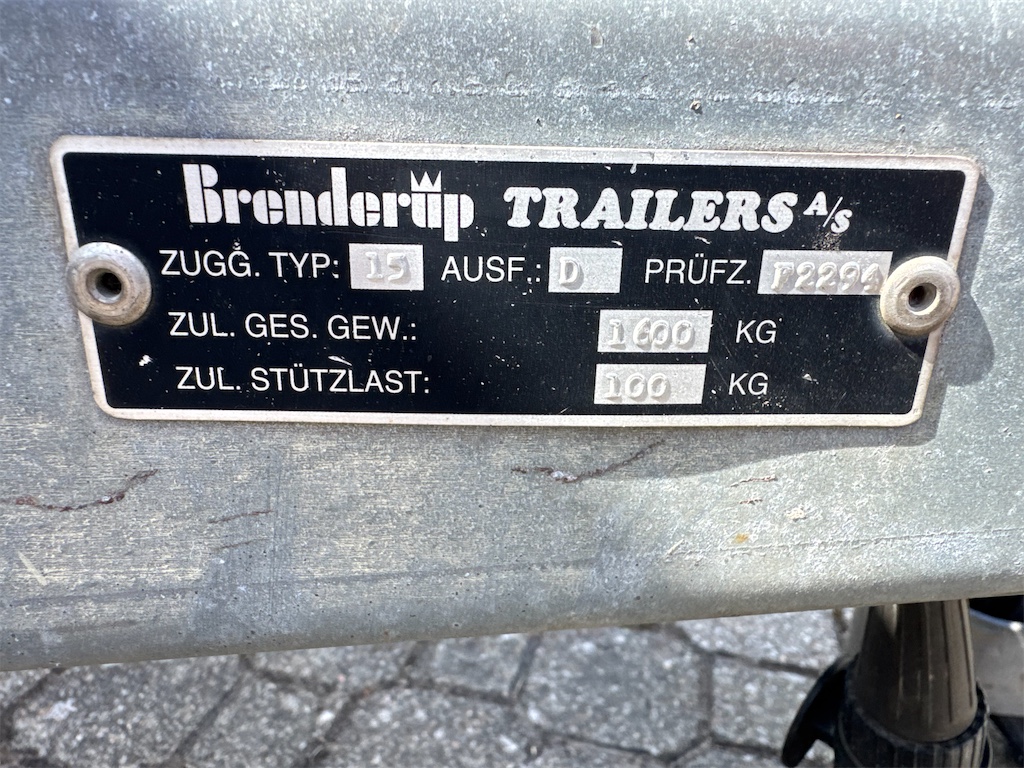 Brenderup TRAILERS A/S
ZUGG. TYP: 15 AUSF.: D PRÜFZ. F2294
ZUL. GES. GEW.: 1600 KG
ZUL. STÜTZLAST: 100 KG